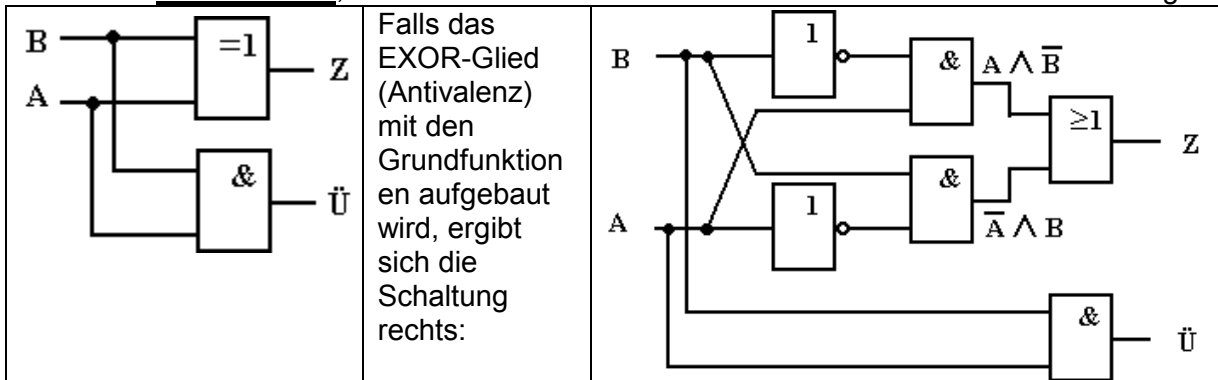 B
=1
Z
A
&
Ü
Falls das
EXOR-Glied
(Antivalenz)
mit den
Grundfunktion
en aufgebaut
wird, ergibt
sich die
Schaltung
rechts:
B
1
&
A ∧ B̅
≥1
Z
&
A
1
A̅ ∧ B
&
Ü